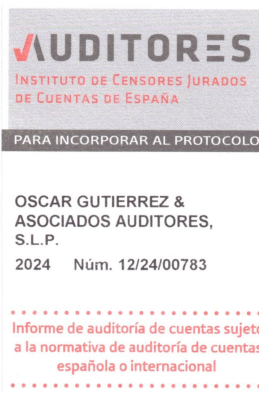 AUDITORES
INSTITUTO DE CENSORES JURADOS
DE CUENTAS DE ESPAÑA
PARA INCORPORAR AL PROTOCOLO
OSCAR GUTIERREZ &
ASOCIADOS AUDITORES,
S.L.P.
2024 Núm. 12/24/00783
Informe de auditoría de cuentas sujeto
a la normativa de auditoría de cuentas
española o internacional